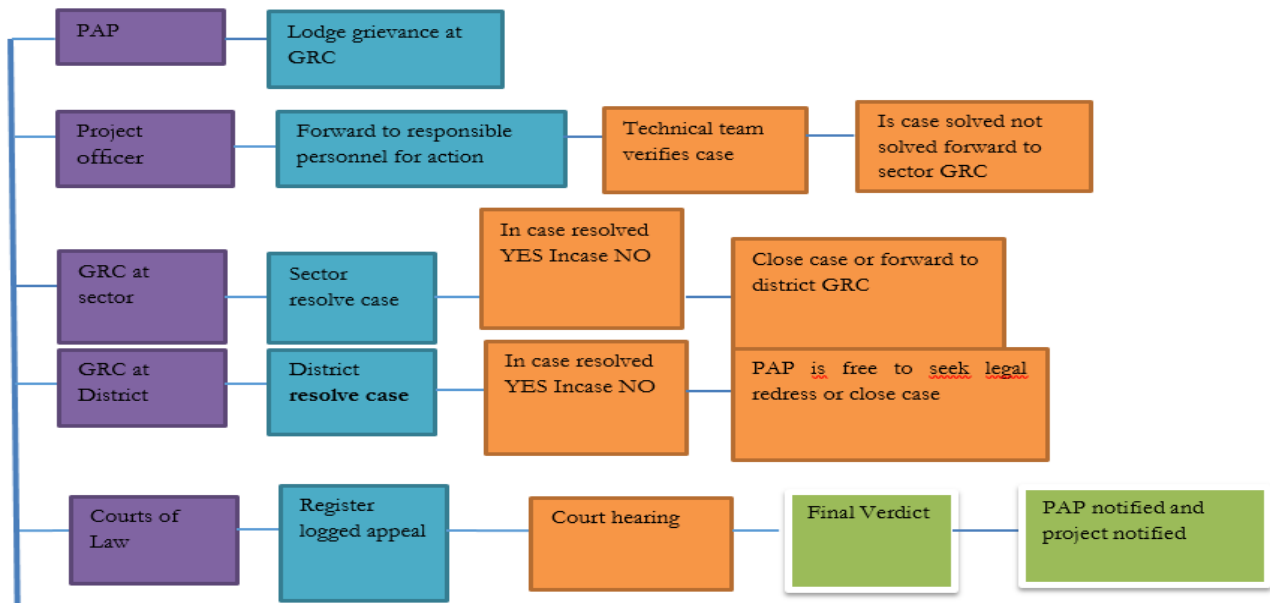 PAP
Lodge grievance at
GRC
Project
officer
Forward to responsible
personnel for action
Technical team
verifies case
Is case solved not
solved forward to
sector GRC
GRC at
sector
Sector
resolve case
In case resolved
YES Incase NO
Close case or forward to
district GRC
GRC at
District
District
resolve case
In case resolved
YES Incase NO
PAP is free to seek legal
redress or close case
Courts of
Law
Register
logged appeal
Court hearing
Final Verdict
PAP notified and
project notified